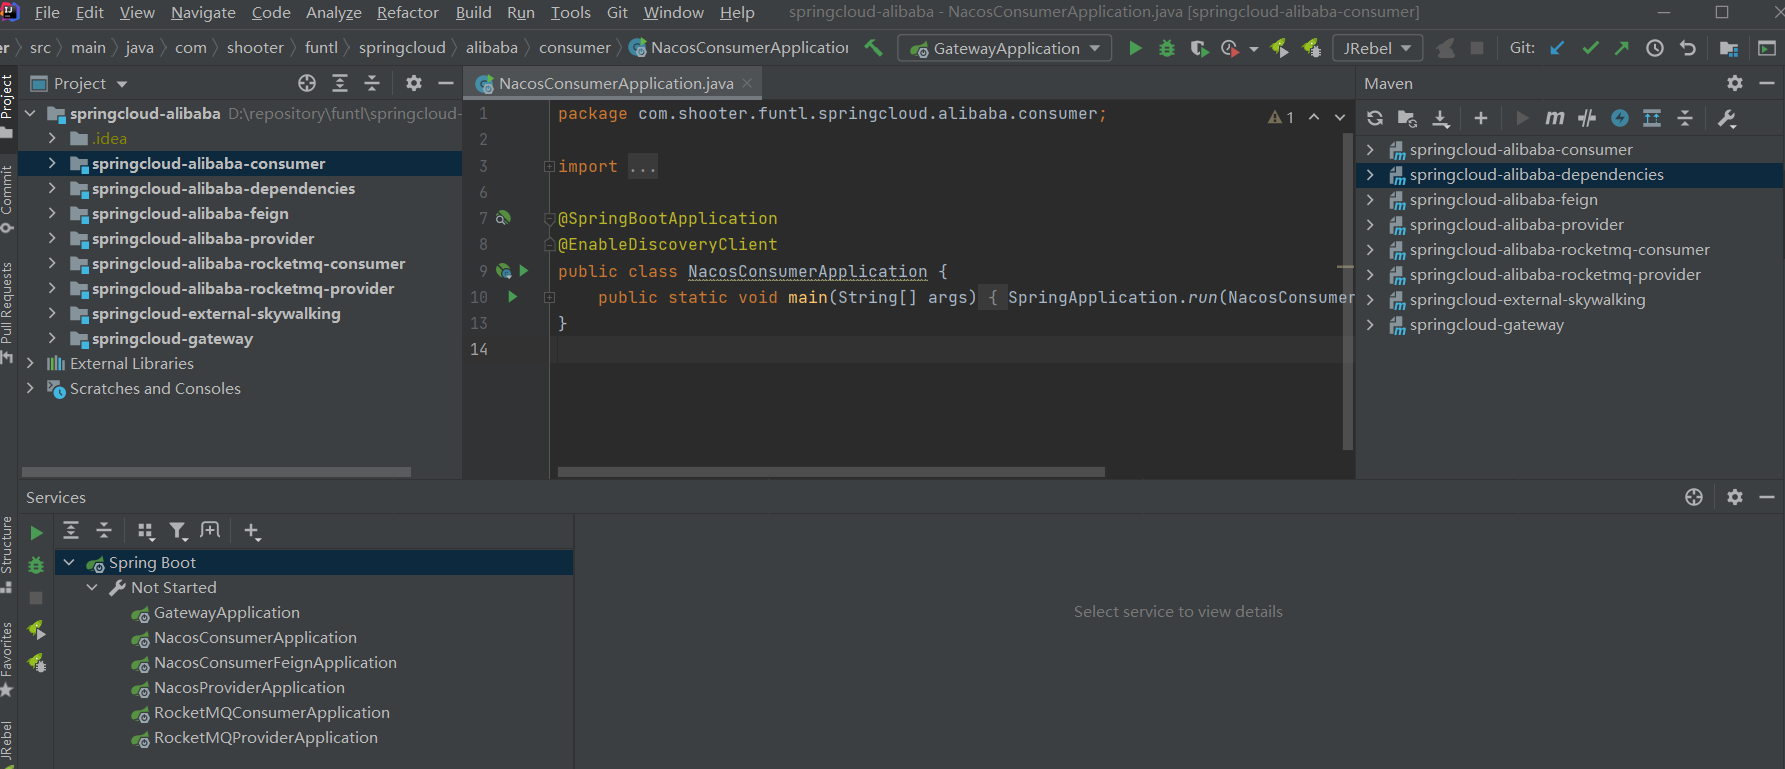 File Edit View Navigate Code Analyze Refactor Build Run Tools Git Window Help springcloud-alibaba - NacosConsumerApplication.java [springcloud-alibaba-consumer]
er src main java com shooter funtl springcloud alibaba consumer NacosConsumerApplication GatewayApplication JRebel Git:
Project
Commit
Pull Requests
Structure
Favorites
JRebel
Project
springcloud-alibaba D:\repository\funtl\springcloud-
.idea
springcloud-alibaba-consumer
springcloud-alibaba-dependencies
springcloud-alibaba-feign
springcloud-alibaba-provider
springcloud-alibaba-rocketmq-consumer
springcloud-alibaba-rocketmq-provider
springcloud-external-skywalking
springcloud-gateway
External Libraries
Scratches and Consoles
NacosConsumerApplication.java
1 package com.shooter.funtl.springcloud.alibaba.consumer;
1
2
3 import ...
6
7 @SpringBootApplication
8 @EnableDiscoveryClient
9 public class NacosConsumerApplication {
10 public static void main(String[] args) { SpringApplication.run(NacosConsumer
13 }
14
Maven
springcloud-alibaba-consumer
springcloud-alibaba-dependencies
springcloud-alibaba-feign
springcloud-alibaba-provider
springcloud-alibaba-rocketmq-consumer
springcloud-alibaba-rocketmq-provider
springcloud-external-skywalking
springcloud-gateway
Services
Spring Boot
Not Started
GatewayApplication
NacosConsumerApplication
NacosConsumerFeignApplication
NacosProviderApplication
RocketMQConsumerApplication
RocketMQProviderApplication
Select service to view details